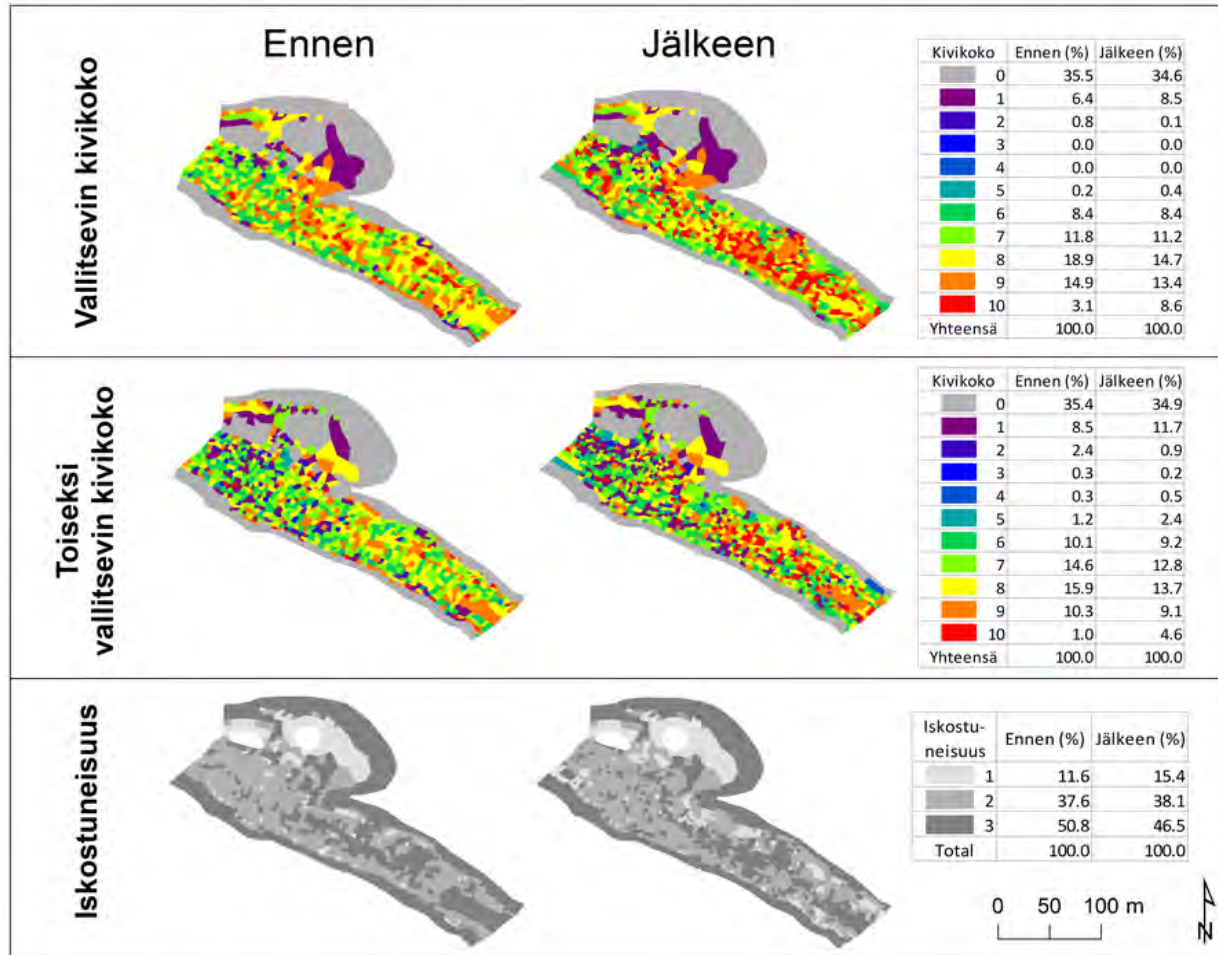 Ennen
Jälkeen
Vallitsevin kivikoko
Kivikoko Ennen (%) Jälkeen (%)
0 35.5 34.6
1 6.4 8.5
2 0.8 0.1
3 0.0 0.0
4 0.0 0.0
5 0.2 0.4
6 8.4 8.4
7 11.8 11.2
8 18.9 14.7
9 14.9 13.4
10 3.1 8.6
Yhteensä 100.0 100.0
Toiseksi
vallitsevin kivikoko
Kivikoko Ennen (%) Jälkeen (%)
0 35.4 34.9
1 8.5 11.7
2 2.4 0.9
3 0.3 0.2
4 0.3 0.5
5 1.2 2.4
6 10.1 9.2
7 14.6 12.8
8 15.9 13.7
9 10.3 9.1
10 1.0 4.6
Yhteensä 100.0 100.0
Iskostuneisuus
Iskostu-
neisuus Ennen (%) Jälkeen (%)
1 11.6 15.4
2 37.6 38.1
3 50.8 46.5
Total 100.0 100.0
0 50 100 m
N